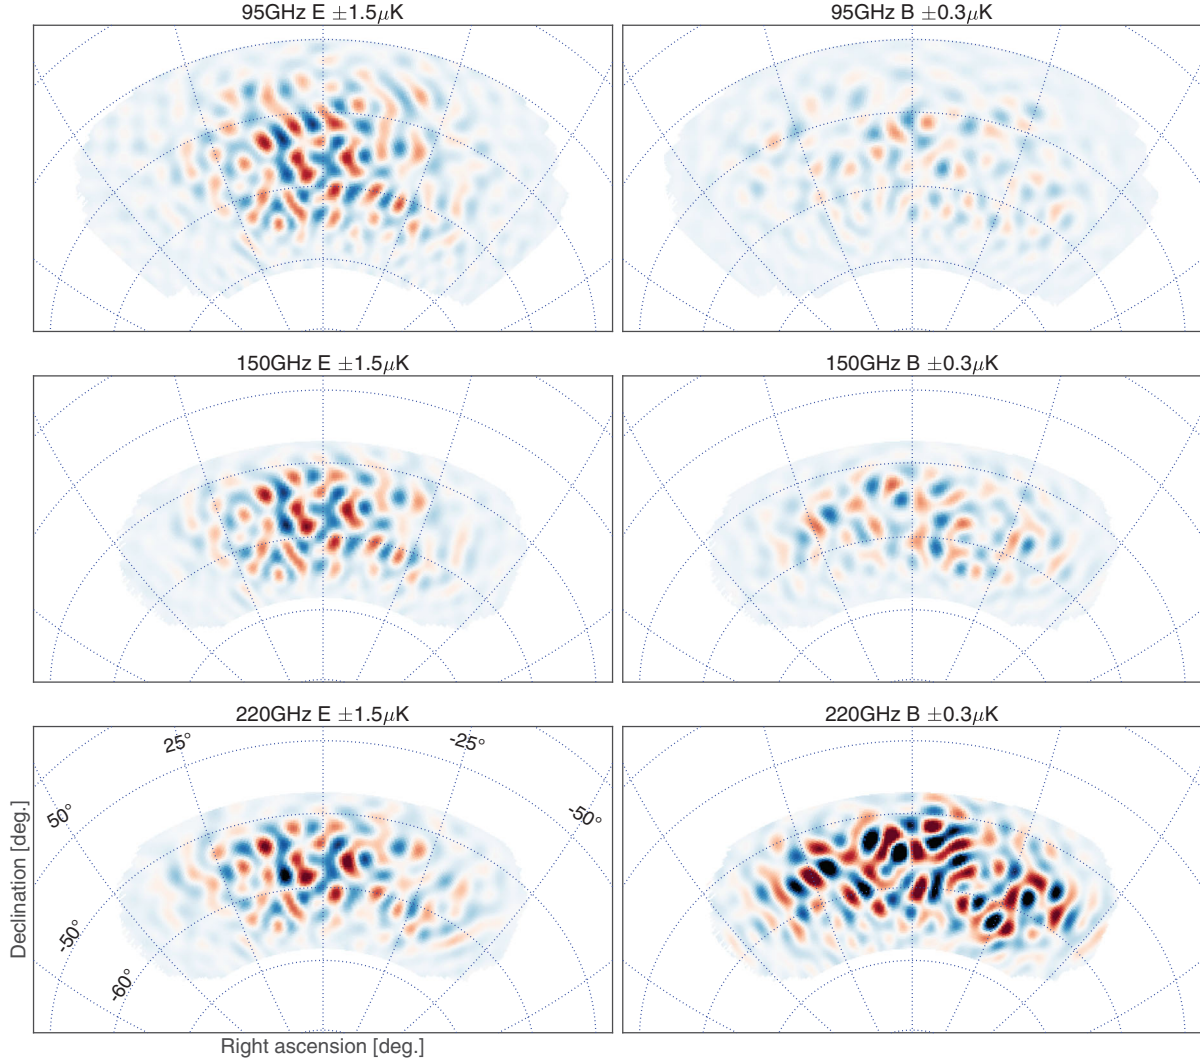 95GHz E ±1.5μK
95GHz B ±0.3μK
150GHz E ±1.5μK
150GHz B ±0.3μK
220GHz E ±1.5μK
220GHz B ±0.3μK
25°
-25°
50°
-50°
-50°
-60°
Declination [deg.]
Right ascension [deg.]